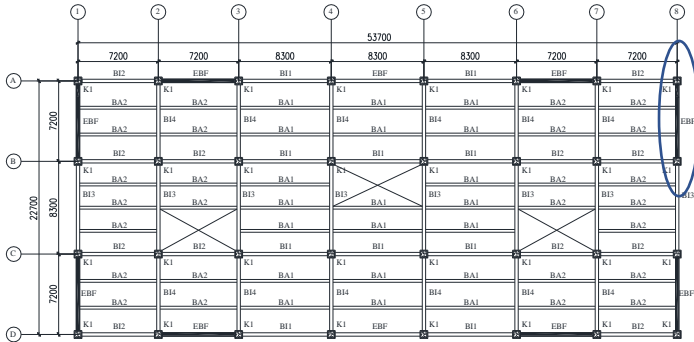 1 2 3 4 5 6 7 8
53700
7200 7200 8300 8300 8300 7200 7200
BI2 EBF BI1 EBF BI1 EBF BI2
A
K1 K1 K1 K1 K1 K1 K1 K1
BA2 BA2 BA1 BA1 BA1 BA2 BA2
7200 EBF BI4 BI4 BI4 BI4 BI4 BI4 EBF
BA2 BA2 BA1 BA1 BA1 BA2 BA2
BI2 BI2 BI1 BI1 BI1 BI2 BI2
B
K1 K1 K1 K1 K1 K1 K1 K1
BA2 BA2 BA1 BA1 BA2 BA2
BI3 BI3 BI3 BI3 BI3 BI3 BI3 BI3
BA2 BA1 BA2
22700 8300
BA2 BA1 BA1 BA1 BA2
BI2 BI2 BI1 BI1 BI1 BI2 BI2
C
K1 K1 K1 K1 K1 K1 K1 K1
BA2 BA2 BA1 BA1 BA1 BA2 BA2
7200 EBF BI4 BI4 BI4 BI4 BI4 BI4 EBF
BA2 BA2 BA1 BA1 BA1 BA2 BA2
K1 BI2 K1 EBF K1 BI1 K1 EBF K1 BI1 K1 EBF K1 BI2 K1
D